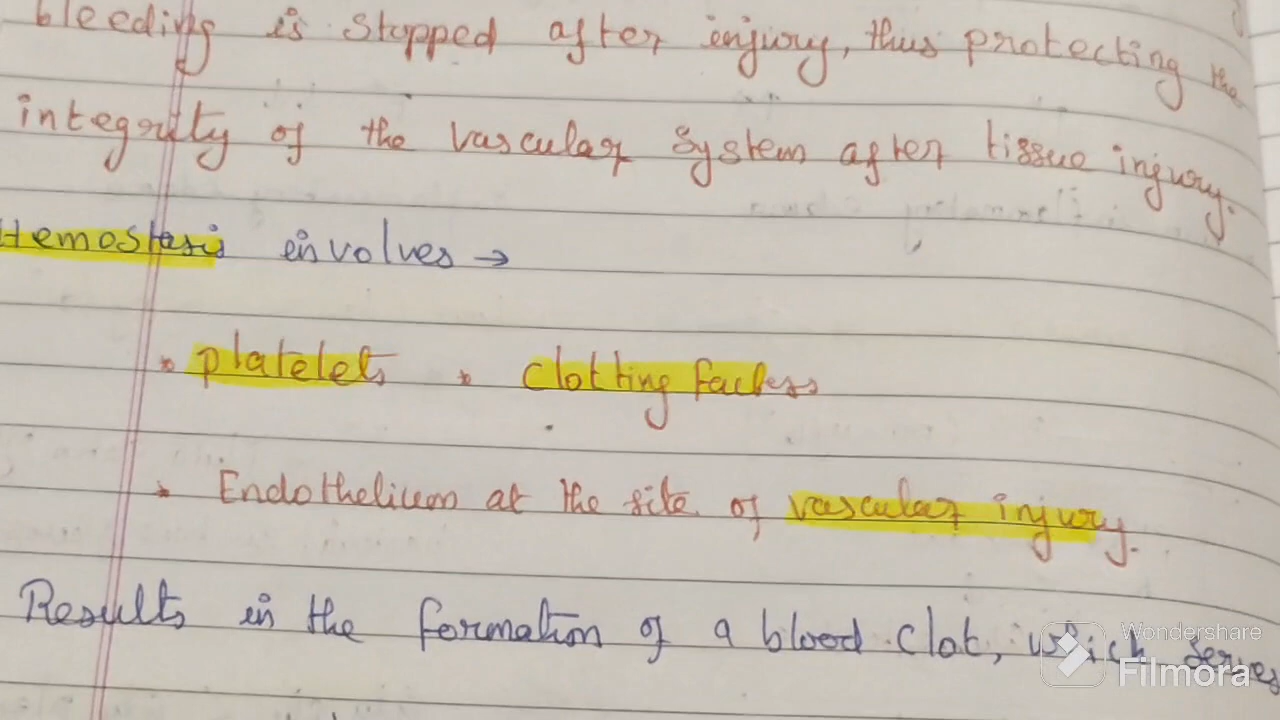 bleeding is stopped after injury, thus protecting the
integrity of the vascular system after tissue injury.
Hemostasis involves →
* platelets * clotting factors
* Endothelium at the site of vascular injury.
Results in the formation of a blood clot, which serves
Wondershare
Filmora